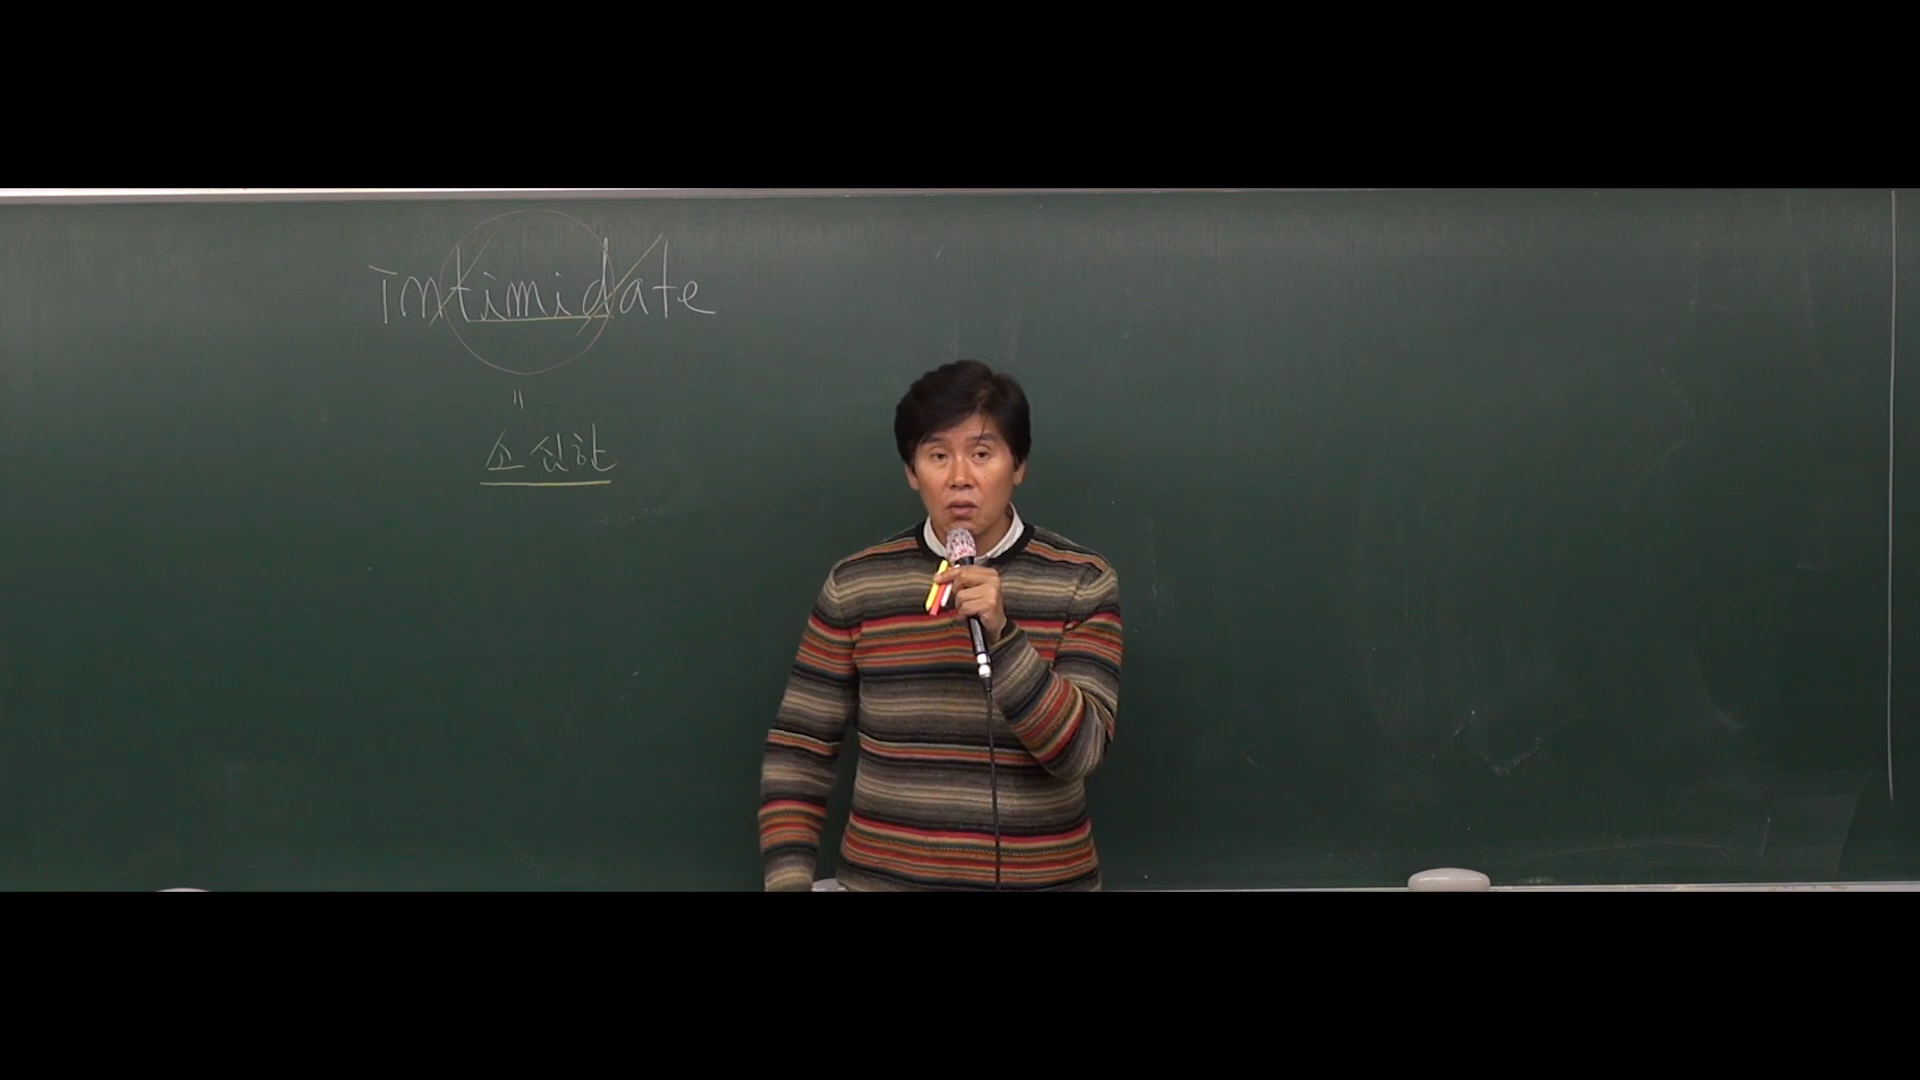 intimidate
=
소심한